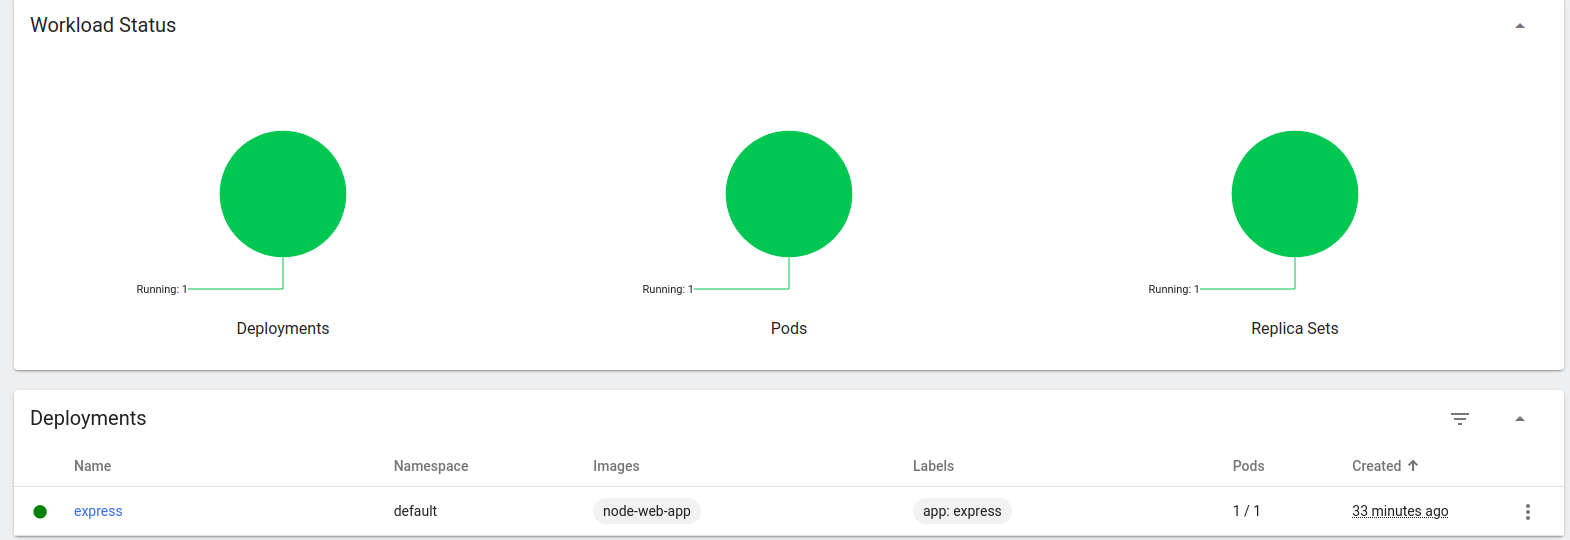 Workload Status
Running: 1 Running: 1 Running: 1
Deployments Pods Replica Sets
Deployments
Name Namespace Images Labels Pods Created
express default node-web-app app: express 1 / 1 33 minutes ago